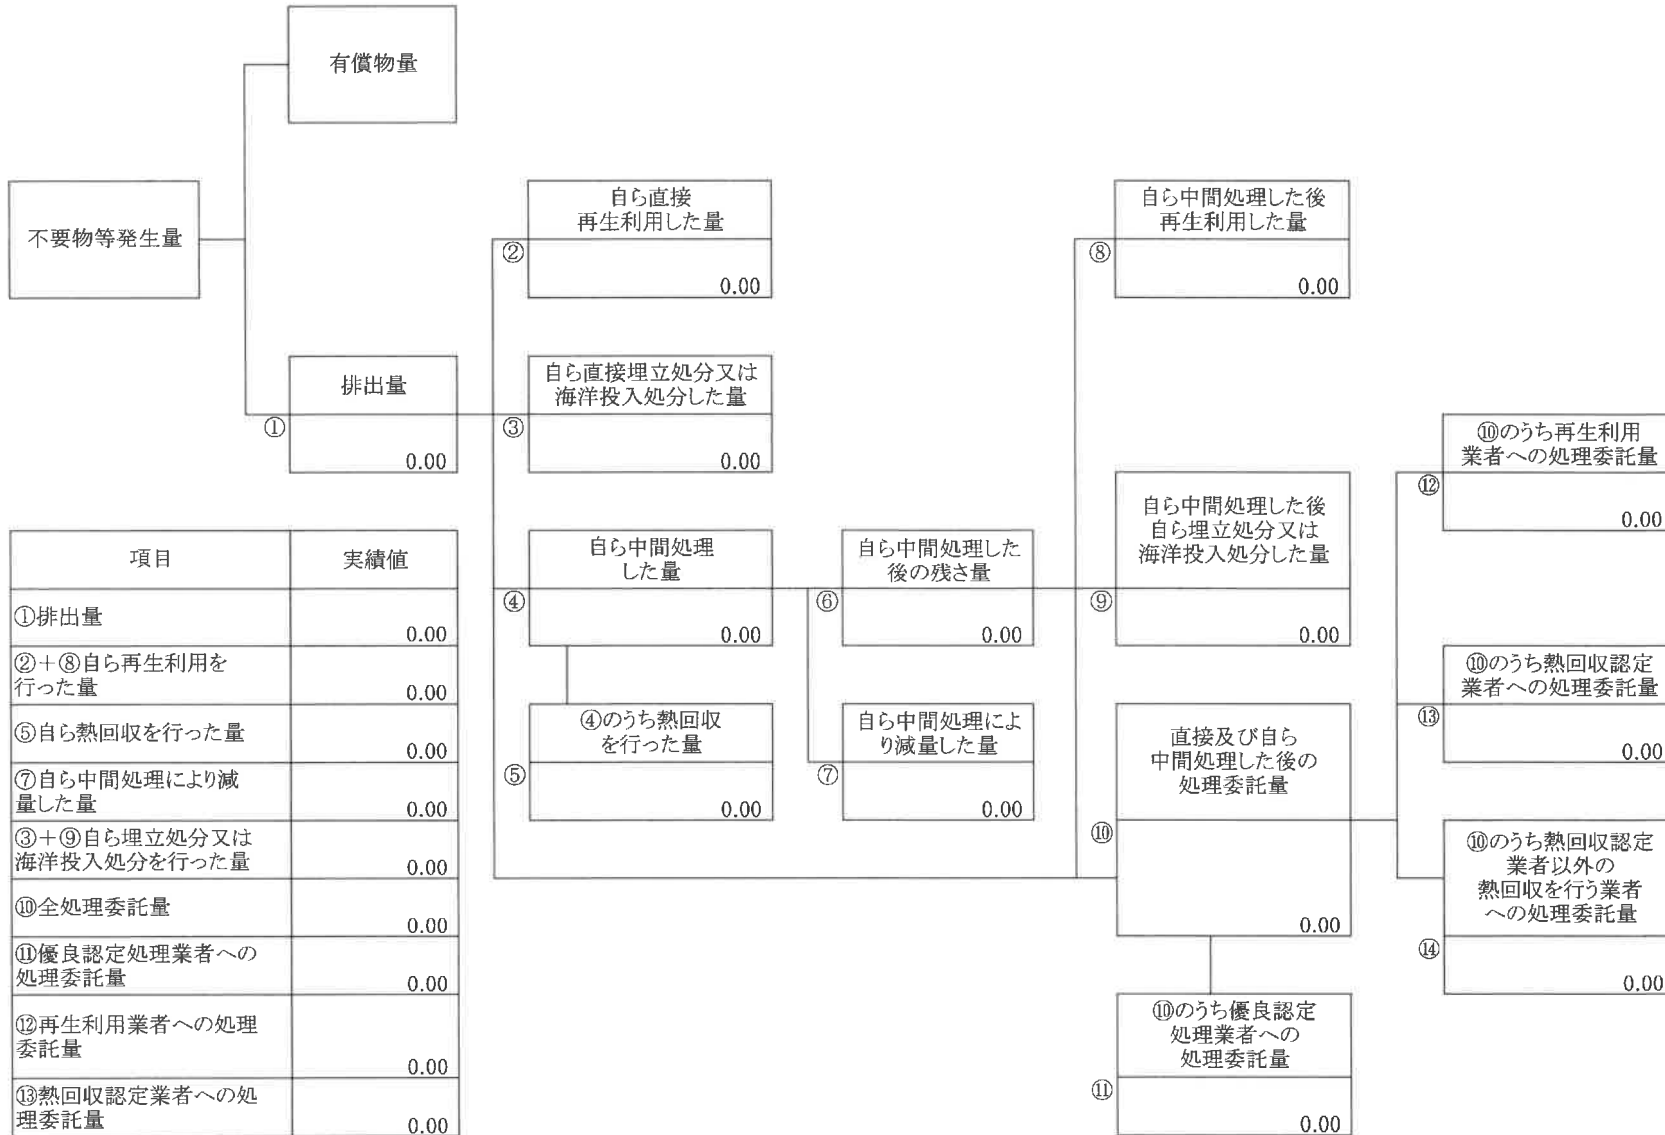 有償物量
不要物等発生量
自ら直接
再生利用した量
②
0.00
自ら中間処理した後
再生利用した量
⑧
0.00
排出量
①
0.00
自ら直接埋立処分又は
海洋投入処分した量
③
0.00
自ら中間処理
した量
④
0.00
自ら中間処理した
後の残さ量
⑥
0.00
自ら中間処理した後
自ら埋立処分又は
海洋投入処分した量
⑨
0.00
⑩のうち再生利用
業者への処理委託量
⑫
0.00
④のうち熱回収
を行った量
⑤
0.00
自ら中間処理によ
り減量した量
⑦
0.00
直接及び自ら
中間処理した後の
処理委託量
⑩
0.00
⑩のうち熱回収認定
業者への処理委託量
⑬
0.00
⑩のうち熱回収認定
業者以外の
熱回収を行う業者
への処理委託量
⑭
0.00
⑩のうち優良認定
処理業者への
処理委託量
⑪
0.00
項目 実績値
①排出量
0.00
②+⑧自ら再生利用を
行った量 0.00
⑤自ら熱回収を行った量
0.00
⑦自ら中間処理により減
量した量 0.00
③+⑨自ら埋立処分又は
海洋投入処分を行った量 0.00
⑩全処理委託量
0.00
⑪優良認定処理業者への
処理委託量 0.00
⑫再生利用業者への処理
委託量 0.00
⑬熱回収認定業者への処
理委託量 0.00